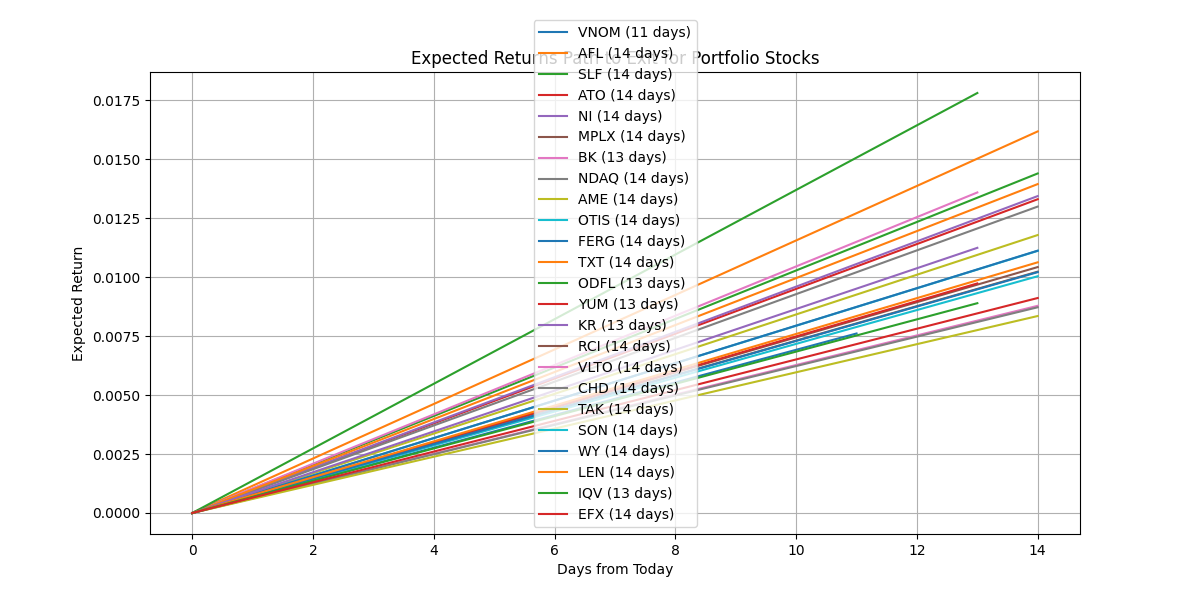 Expected Returns Path to Exit for Portfolio Stocks
VNOM (11 days)
AFL (14 days)
SLF (14 days)
ATO (14 days)
NI (14 days)
MPLX (14 days)
BK (13 days)
NDAQ (14 days)
AME (14 days)
OTIS (14 days)
FERG (14 days)
TXT (14 days)
ODFL (13 days)
YUM (13 days)
KR (13 days)
RCI (14 days)
VLTO (14 days)
CHD (14 days)
TAK (14 days)
SON (14 days)
WY (14 days)
LEN (14 days)
IQV (13 days)
EFX (14 days)
Expected Return
0.0175
0.0150
0.0125
0.0100
0.0075
0.0050
0.0025
0.0000
0 2 4 6 8 10 12 14
Days from Today